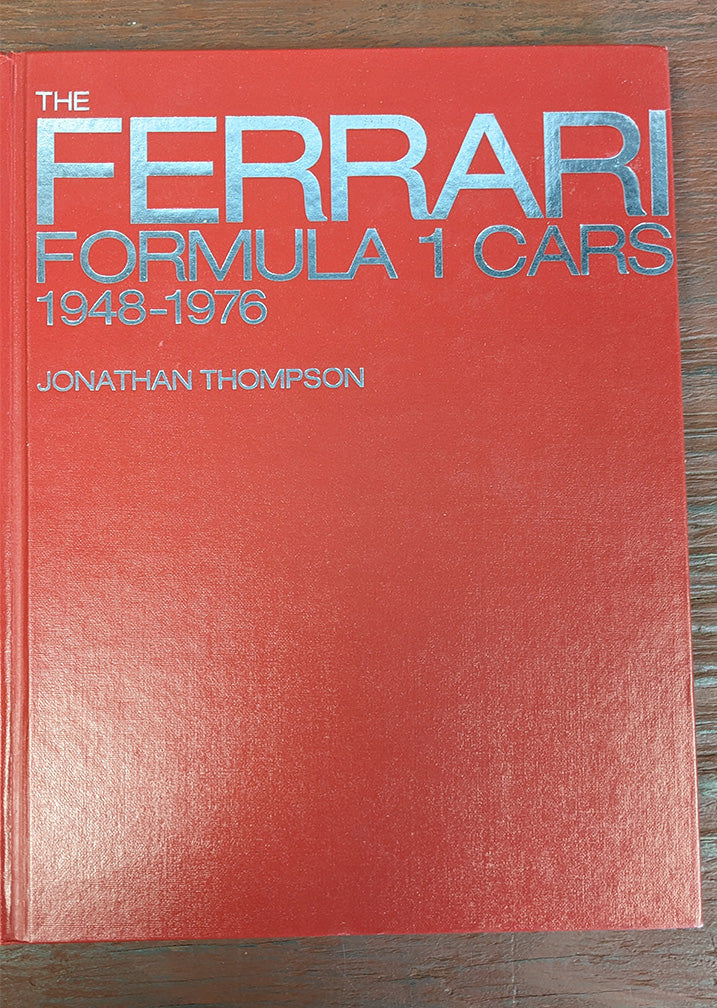 THE
FERRARI
FORMULA 1 CARS
1948-1976
JONATHAN THOMPSON